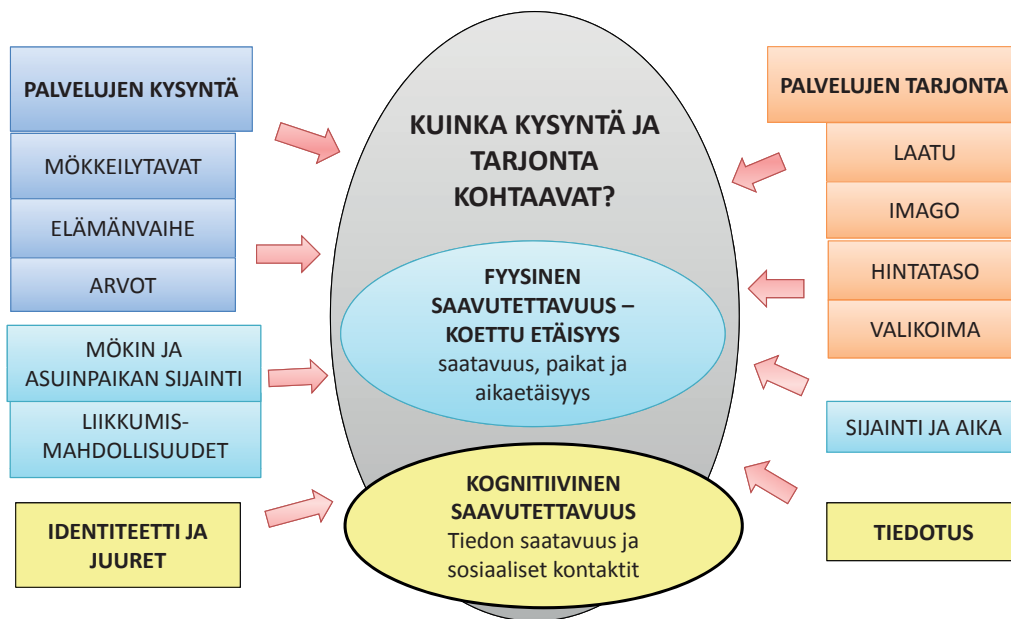 PALVELUJEN KYSYNTÄ
MÖKKEILYTAVAT
ELÄMÄNVAIHE
ARVOT
MÖKIN JA
ASUINPAIKAN SIJAINTI
LIIKKUMIS-
MAHDOLLISUUDET
IDENTITEETTI JA
JUURET
KUINKA KYSYNTÄ JA
TARJONTA
KOHTAAVAT?
FYYSINEN
SAAVUTETTAVUUS –
KOETTU ETÄISYYS
saatavuus, paikat ja
aikaetäisyys
KOGNITIIVINEN
SAAVUTETTAVUUS
Tiedon saatavuus ja
sosiaaliset kontaktit
PALVELUJEN TARJONTA
LAATU
IMAGO
HINTATASO
VALIKOIMA
SIJAINTI JA AIKA
TIEDOTUS